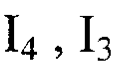 I₄ , I₃